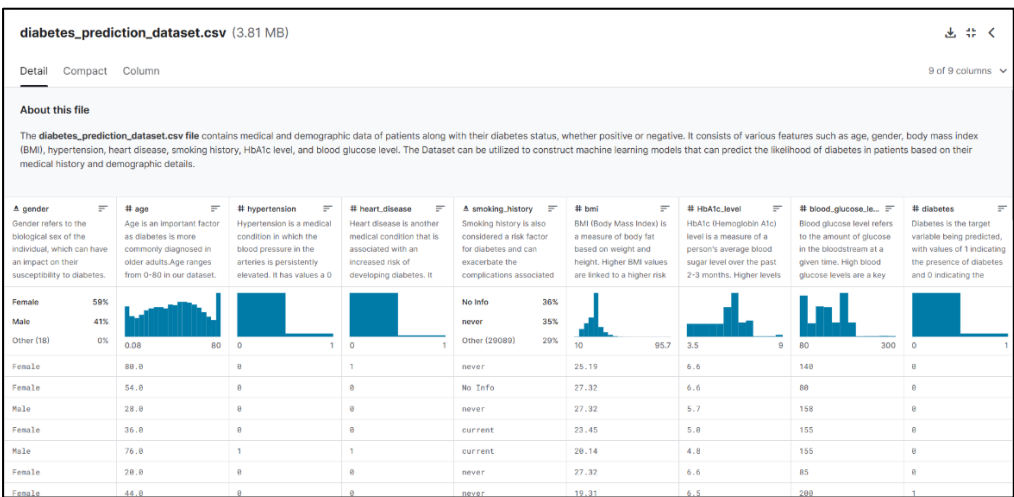 diabetes_prediction_dataset.csv (3.81 MB)
Detail Compact Column 9 of 9 columns
About this file
The diabetes_prediction_dataset.csv file contains medical and demographic data of patients along with their diabetes status, whether positive or negative. It consists of various features such as age, gender, body mass index
(BMI), hypertension, heart disease, smoking history, HbA1c level, and blood glucose level. The Dataset can be utilized to construct machine learning models that can predict the likelihood of diabetes in patients based on their
medical history and demographic details.
gender
Gender refers to the
biological sex of the
individual, which can have
an impact on their
susceptibility to diabetes.
# age
Age is an important factor
as diabetes is more
commonly diagnosed in
older adults.Age ranges
from 0-80 in our dataset.
# hypertension
Hypertension is a medical
condition in which the
blood pressure in the
arteries is persistently
elevated. It has values a 0
# heart_disease
Heart disease is another
medical condition that is
associated with an
increased risk of
developing diabetes. It
smoking_history
Smoking history is also
considered a risk factor
for diabetes and can
exacerbate the
complications associated
# bmi
BMI (Body Mass Index) is
a measure of body fat
based on weight and
height. Higher BMI values
are linked to a higher risk
# HbA1c_level
HbA1c (Hemoglobin A1c)
level is a measure of a
person's average blood
sugar level over the past
2-3 months. Higher levels
# blood_glucose_le...
Blood glucose level refers
to the amount of glucose
in the bloodstream at a
given time. High blood
glucose levels are a key
# diabetes
Diabetes is the target
variable being predicted,
with values of 1 indicating
the presence of diabetes
and 0 indicating the
Female 59%
Male 41%
Other (18) 0%
0.08 80
0 1
0 1
No Info 36%
never 35%
Other (29089) 29%
10 95.7
3.5 9
80 300
0 1
Female 80.0 0 1 never 25.19 6.6 140 0
Female 54.0 0 0 No Info 27.32 6.6 80 0
Male 28.0 0 0 never 27.32 5.7 158 0
Female 36.0 0 0 current 23.45 5.0 155 0
Male 76.0 1 1 current 20.14 4.8 155 0
Female 20.0 0 0 never 27.32 6.6 85 0
Female 44.0 0 0 never 19.31 6.5 200 1